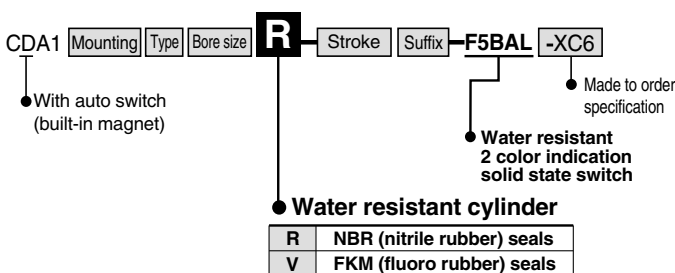 CDA1 Mounting Type Bore size R Stroke Suffix F5BAL -XC6
With auto switch
(built-in magnet)
Made to order
specification
Water resistant
2 color indication
solid state switch
Water resistant cylinder
R NBR (nitrile rubber) seals
V FKM (fluoro rubber) seals